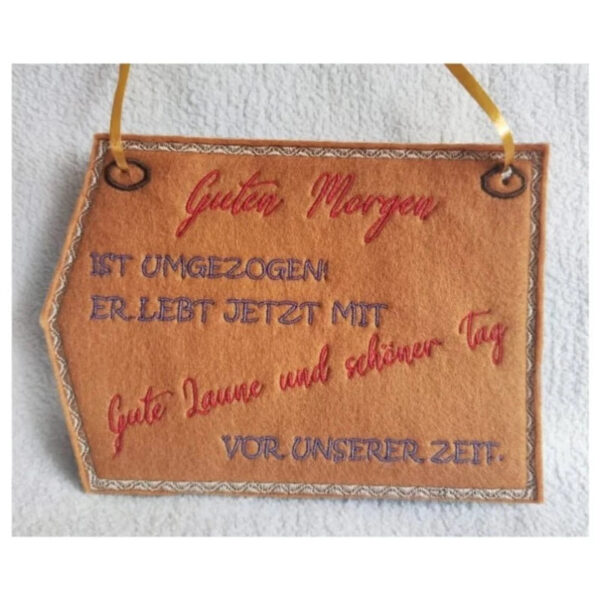 Guten Morgen
IST UMGEZOGEN!
ER LEBT JETZT MIT
Gute Laune und schöner Tag
VOR UNSERER ZEIT.